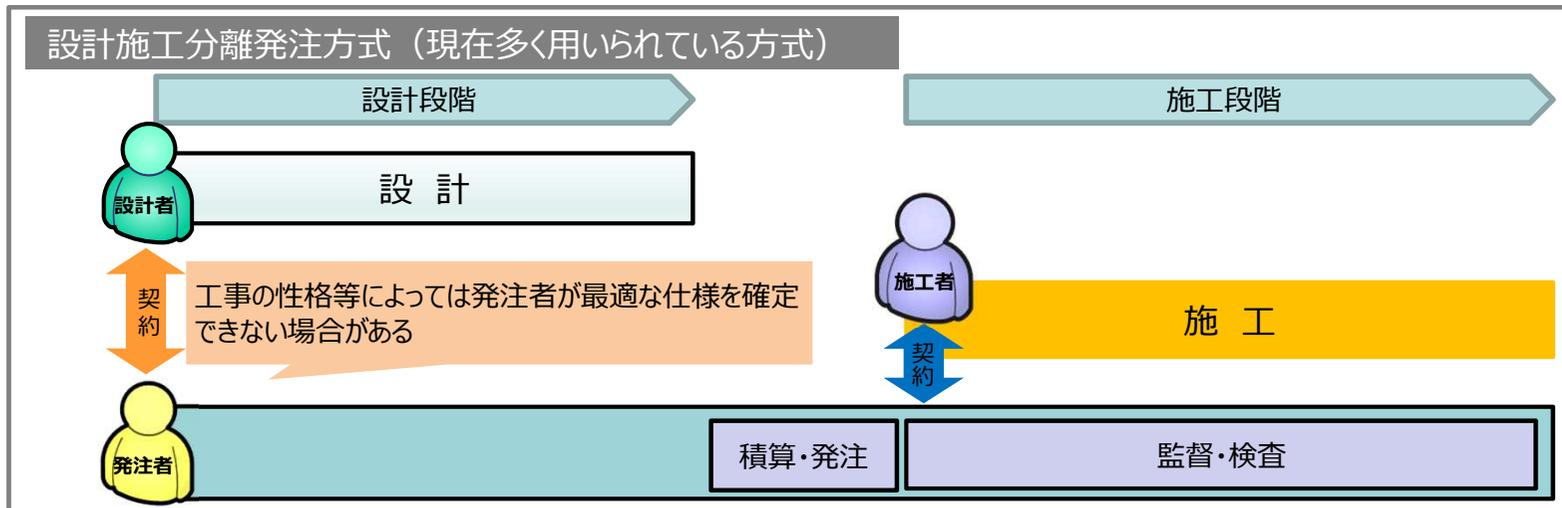 設計施工分離発注方式（現在多く用いられている方式）
設計段階
施工段階
設 計
設計者
契約
工事の性格等によっては発注者が最適な仕様を確定
できない場合がある
施工者
施 工
契約
発注者
積算・発注
監督・検査